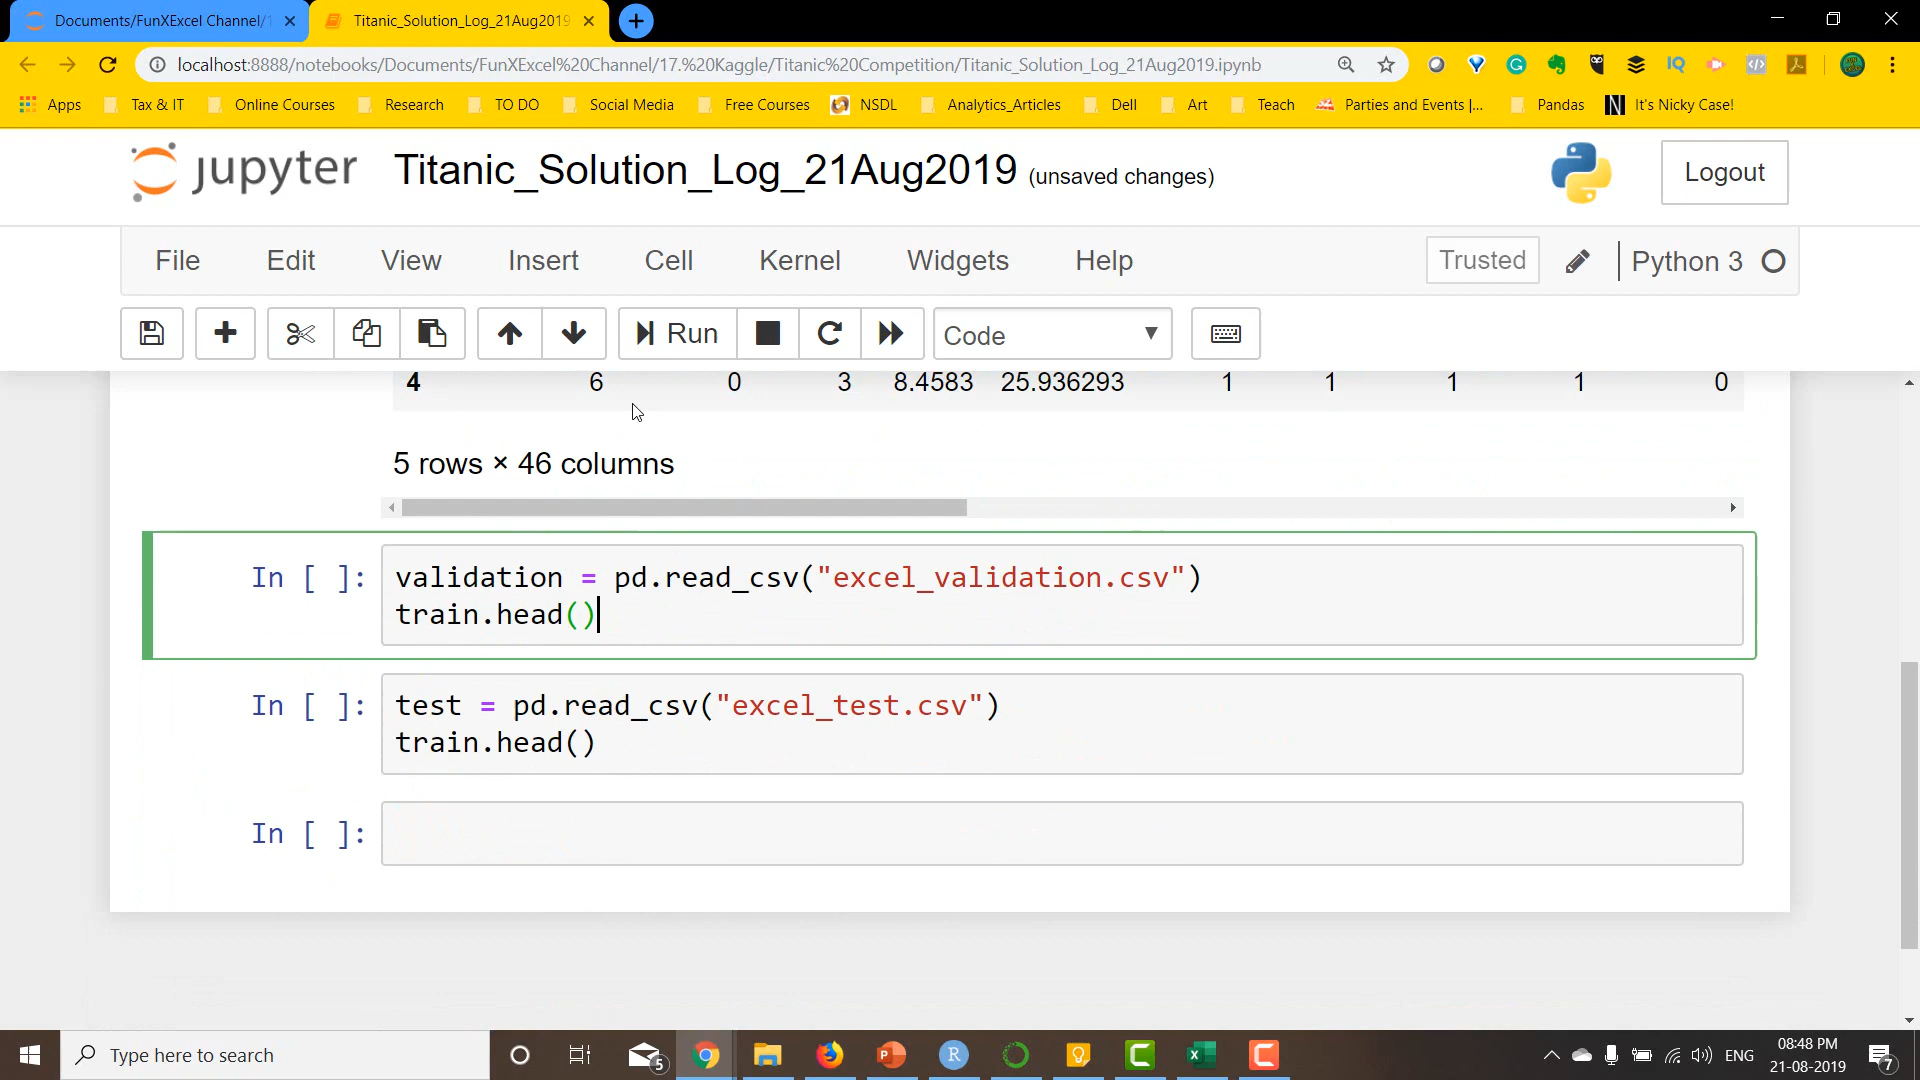 Documents/FunXExcel Channel/1
Titanic_Solution_Log_21Aug2019
localhost:8888/notebooks/Documents/FunXExcel%20Channel/17.%20Kaggle/Titanic%20Competition/Titanic_Solution_Log_21Aug2019.ipynb
Apps Tax & IT Online Courses Research TO DO Social Media Free Courses NSDL Analytics_Articles Dell Art Teach Parties and Events |... Pandas It's Nicky Case!
jupyter Titanic_Solution_Log_21Aug2019 (unsaved changes) Logout
File Edit View Insert Cell Kernel Widgets Help Trusted Python 3
Run Code
4 6 0 3 8.4583 25.936293 1 1 1 1 0
5 rows × 46 columns
In [ ]: validation = pd.read_csv("excel_validation.csv")
train.head()
In [ ]: test = pd.read_csv("excel_test.csv")
train.head()
In [ ]:
Type here to search 5 ENG 08:48 PM
21-08-2019 7